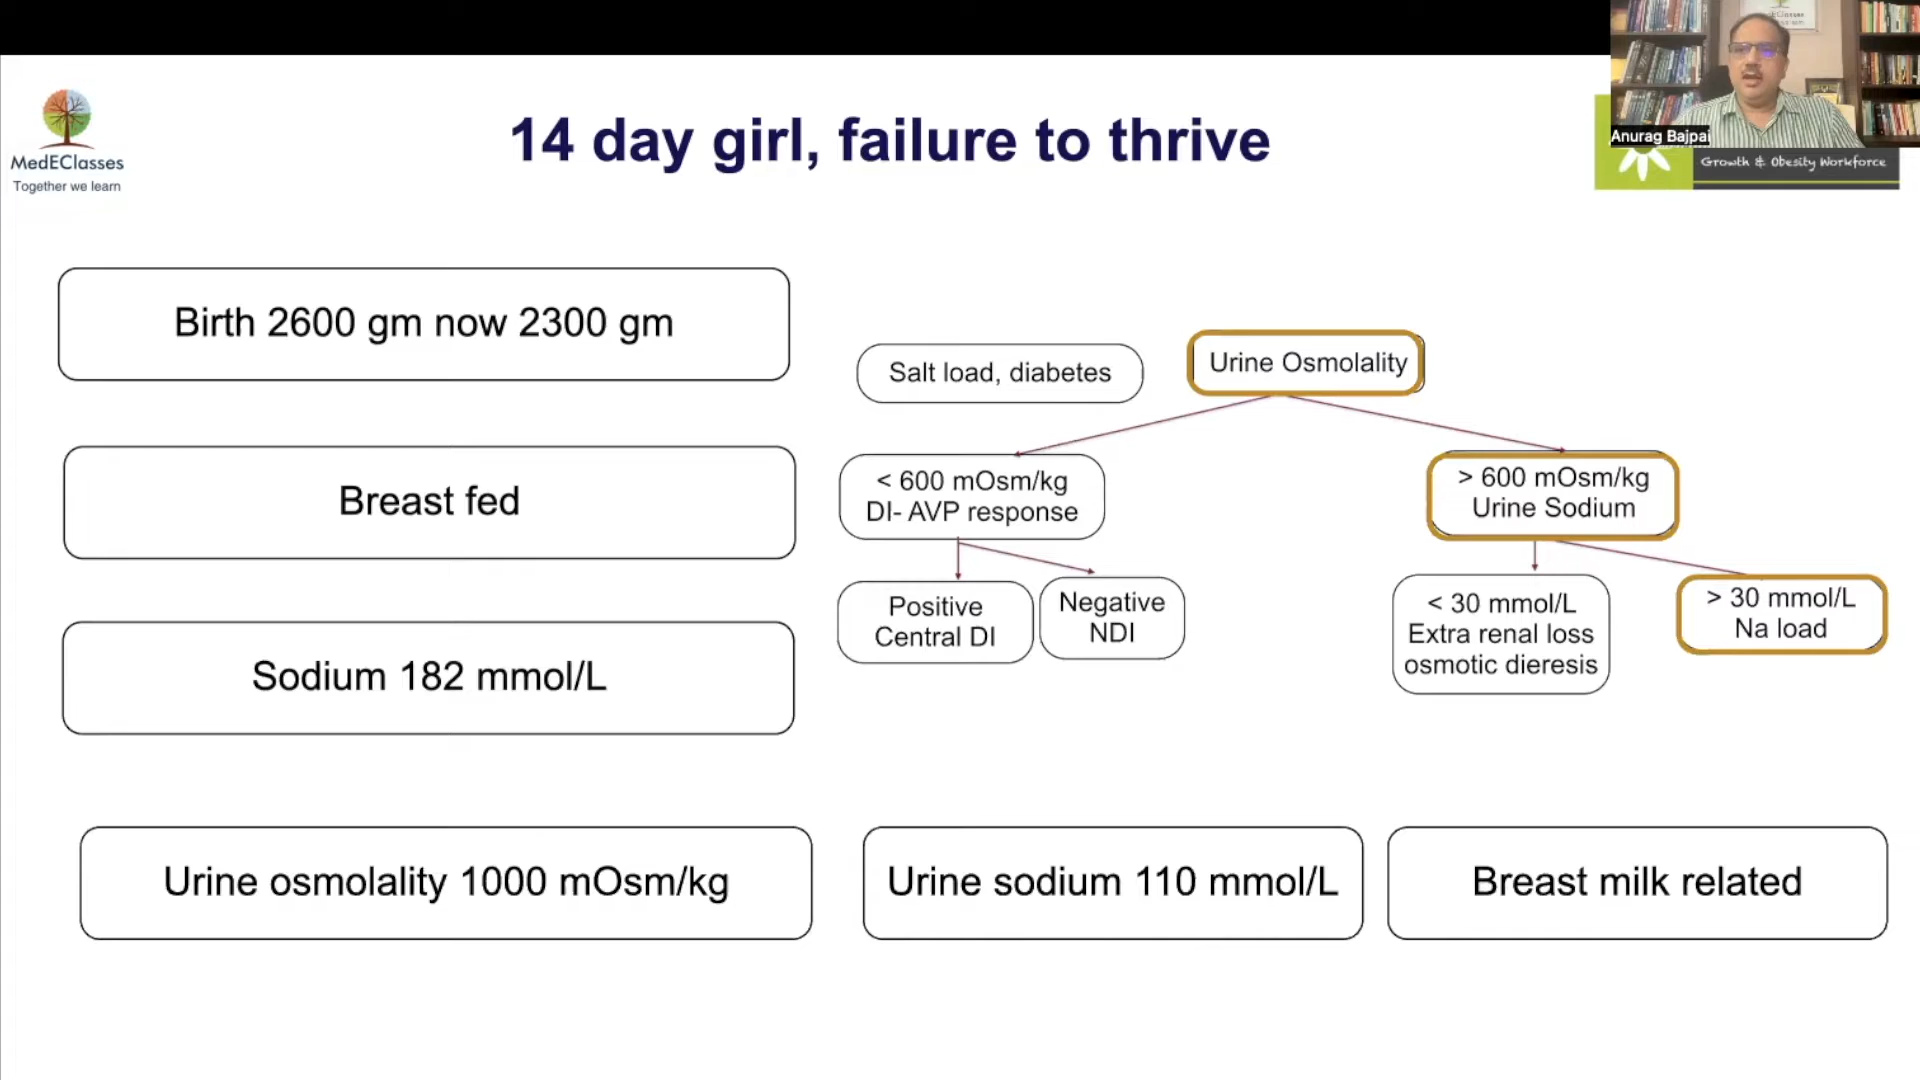 MedEClasses
Together we learn
14 day girl, failure to thrive
Anurag Bajpai
Growth & Obesity Workforce
Birth 2600 gm now 2300 gm
Breast fed
Sodium 182 mmol/L
Salt load, diabetes
Urine Osmolality
< 600 mOsm/kg
DI- AVP response
> 600 mOsm/kg
Urine Sodium
Positive
Central DI
Negative
NDI
< 30 mmol/L
Extra renal loss
osmotic dieresis
> 30 mmol/L
Na load
Urine osmolality 1000 mOsm/kg
Urine sodium 110 mmol/L
Breast milk related